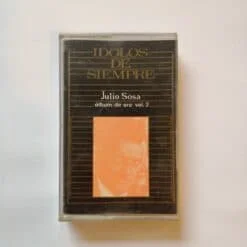 IDOLOS
DE
SIEMPRE
Julio Sosa
álbum de oro vol. 2